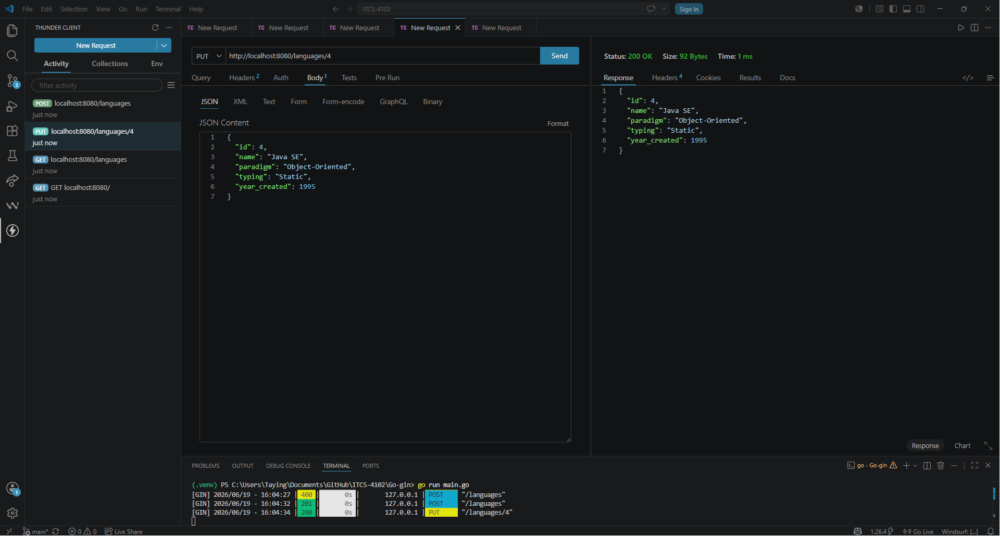 File Edit Selection View Go Run Terminal Help
ITCS-4102
Sign In
THUNDER CLIENT
New Request
Activity Collections Env
filter activity
POST localhost:8080/languages
just now
PUT localhost:8080/languages/4
just now
GET localhost:8080/languages
just now
GET GET localhost:8080/
just now
3
1
TC New Request
TC New Request
TC New Request
TC New Request
TC New Request
PUT http://localhost:8080/languages/4 Send
Query Headers 2 Auth Body 1 Tests Pre Run
JSON XML Text Form Form-encode GraphQL Binary
JSON Content
Format
1 {
2 "id": 4,
3 "name": "Java SE",
4 "paradigm": "Object-Oriented",
5 "typing": "Static",
6 "year_created": 1995
7 }
Status: 200 OK Size: 92 Bytes Time: 1 ms
Response Headers 4 Cookies Results Docs </>
1 {
2 "id": 4,
3 "name": "Java SE",
4 "paradigm": "Object-Oriented",
5 "typing": "Static",
6 "year_created": 1995
7 }
Response Chart
PROBLEMS OUTPUT DEBUG CONSOLE TERMINAL PORTS
go - Go-gin
(.venv) PS C:\Users\Taying\Documents\GitHub\ITCS-4102\Go-gin> go run main.go
[GIN] 2026/06/19 - 16:04:27 | 400 | 0s | 127.0.0.1 | POST "/languages"
[GIN] 2026/06/19 - 16:04:32 | 201 | 0s | 127.0.0.1 | POST "/languages"
[GIN] 2026/06/19 - 16:04:34 | 200 | 0s | 127.0.0.1 | PUT "/languages/4"
main* 0 0 Live Share
1.26.4 Go Live Windsurf: {...}